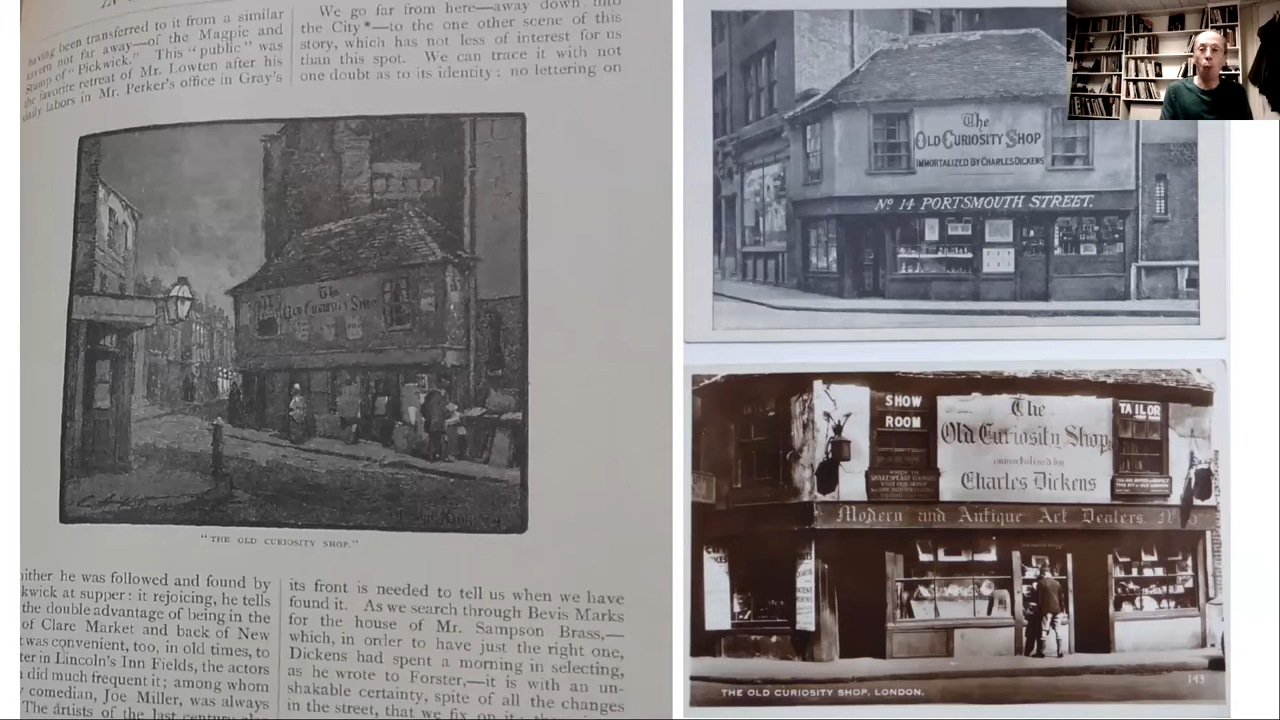 having been transferred to it from a similar
tavern not far away—of the Magpie and
Stump of "Pickwick." This "public" was
the favorite retreat of Mr. Lowten after his
daily labors in Mr. Perker's office in Gray's
We go far from here—away down into
the City*—to the one other scene of this
story, which has not less of interest for us
than this spot. We can trace it with not
one doubt as to its identity: no lettering on
The
Old Curiosity Shop
"THE OLD CURIOSITY SHOP."
hither he was followed and found by
kwick at supper: it rejoicing, he tells
the double advantage of being in the
of Clare Market and back of New
was convenient, too, in old times, to
ter in Lincoln's Inn Fields, the actors
did much frequent it; among whom
comedian, Joe Miller, was always
The artists of the last century
its front is needed to tell us when we have
found it. As we search through Bevis Marks
for the house of Mr. Sampson Brass,—
which, in order to have just the right one,
Dickens had spent a morning in selecting,
as he wrote to Forster,—it is with an un-
shakable certainty, spite of all the changes
in the street, that we fix on
The
OLD CURIOSITY SHOP
IMMORTALIZED BY CHARLES DICKENS
No 14 PORTSMOUTH STREET.
SHOW
ROOM
The
Old Curiosity Shop
immortalised by
Charles Dickens
TAILOR
Modern and Antique Art Dealers.
THE OLD CURIOSITY SHOP, LONDON.
143